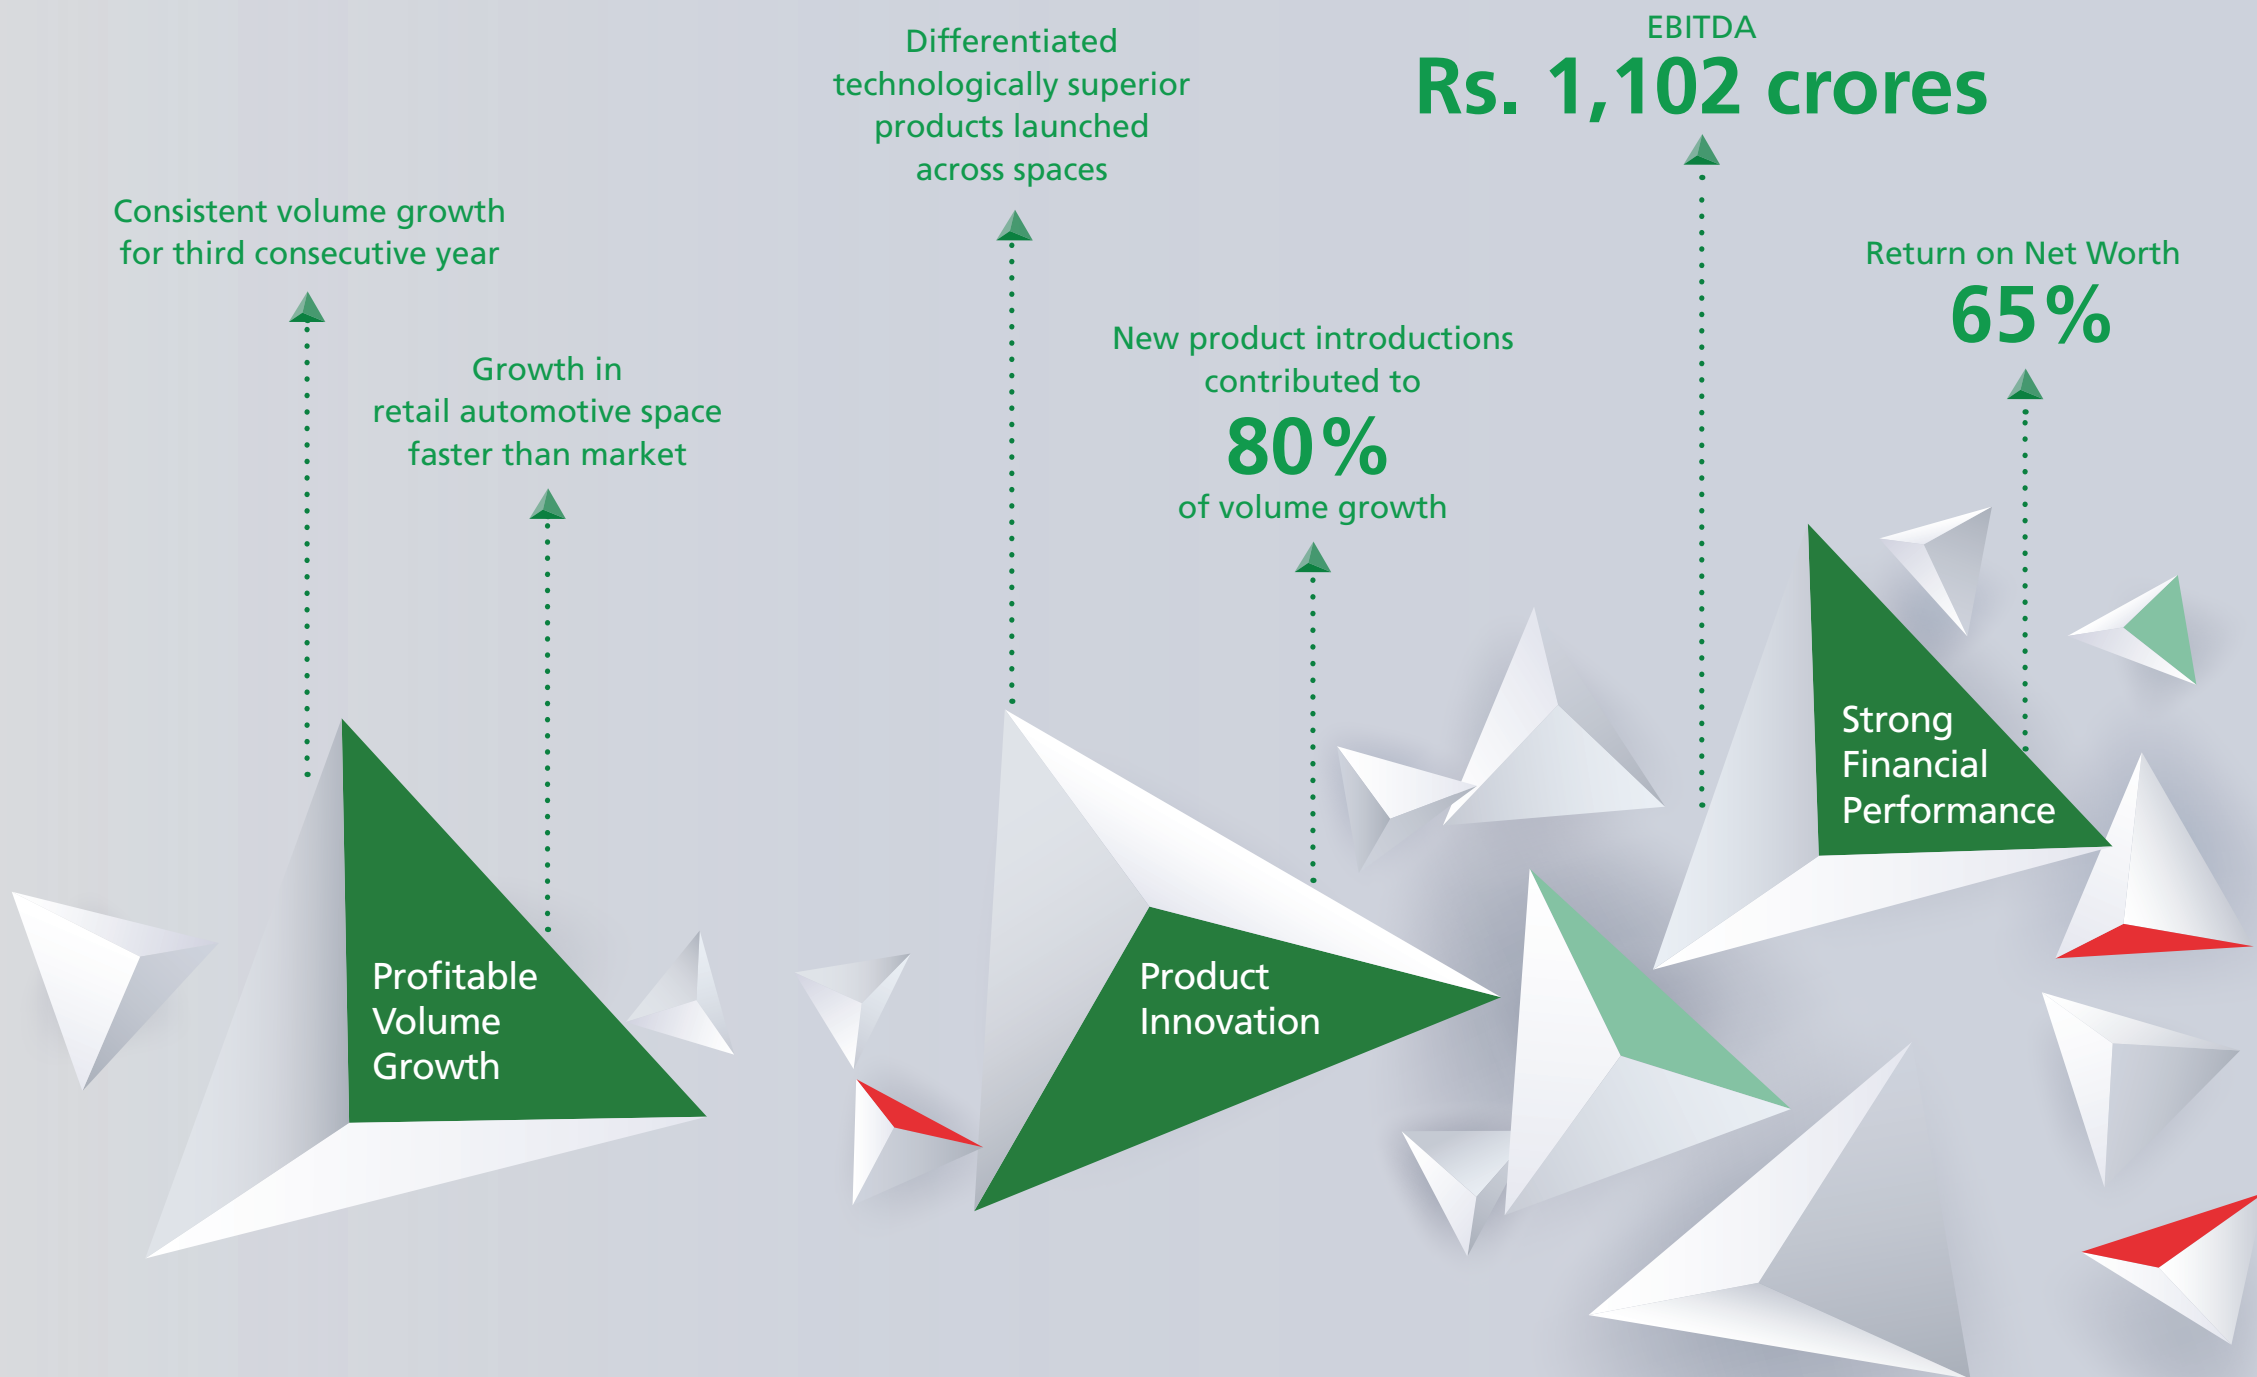 Consistent volume growth
for third consecutive year
Growth in
retail automotive space
faster than market
Profitable
Volume
Growth
Differentiated
technologically superior
products launched
across spaces
New product introductions
contributed to
80%
of volume growth
Product
Innovation
EBITDA
Rs. 1,102 crores
Return on Net Worth
65%
Strong
Financial
Performance